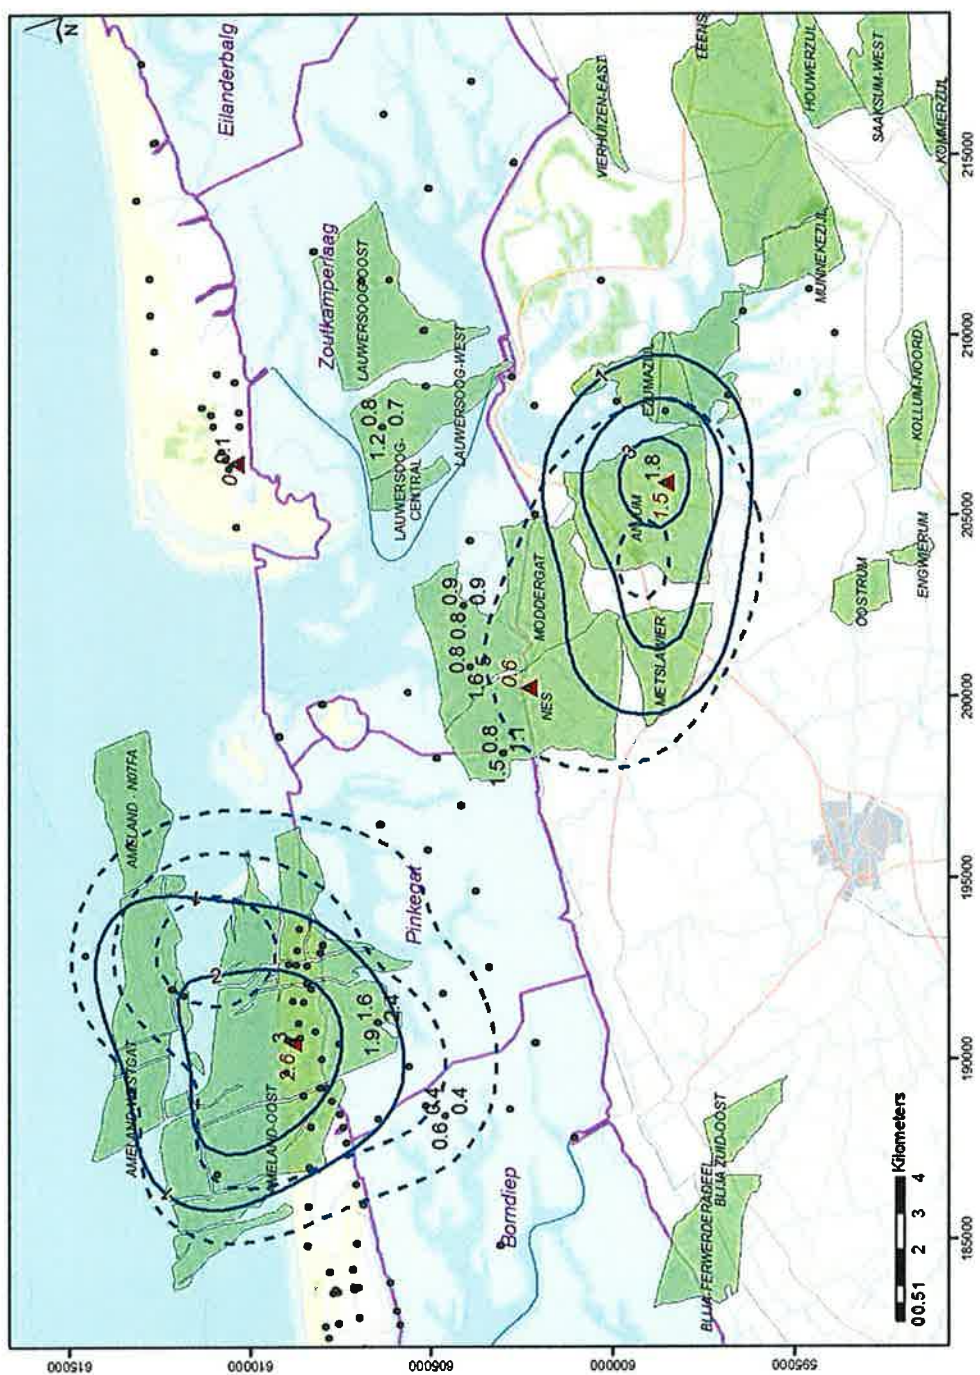 N
Eilanderbalg
Zoutkamperlaag
LAUWERSOOG-OOST
LAUWERSOOG-WEST
LAUWERSOOG-
CENTRAL
1.2 0.8
0.7
VIERHUIZEN-EAST
EENS
HOUWERZIJL
SAAKSUM-WEST
KOMMERZIJL
MUNNEKEZIJL
KOLLUM-NOORD
EZUMAZIJL
ANJUM
1.5 1.8
MODDERGAT
METSLAWIER
NES
0.6
OOSTRUM
ENGWIERUM
0.8 0.8 0.9
0.9
1.6
1.5 0.8
1.1
AMELAND - N07FA
AMELAND-WESTGAT
AMELAND-OOST
1
2
3
2.6
1.9 1.6
2.4
0.6 0.4
0.4
Pinkegat
Borndiep
BLIJA-FERWERDERADEEL
BLIJA ZUID-OOST
Kilometers
0 0.5 1 2 3 4
185000
190000
195000
200000
205000
210000
215000
615000
610000
605000
600000
595000